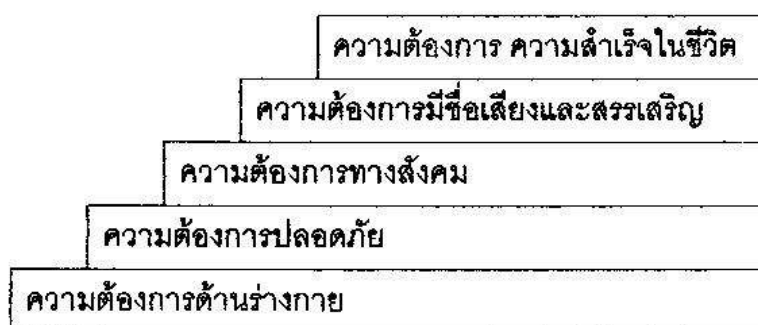 ความต้องการ ความสำเร็จในชีวิต
ความต้องการมีชื่อเสียงและสรรเสริญ
ความต้องการทางสังคม
ความต้องการปลอดภัย
ความต้องการด้านร่างกาย